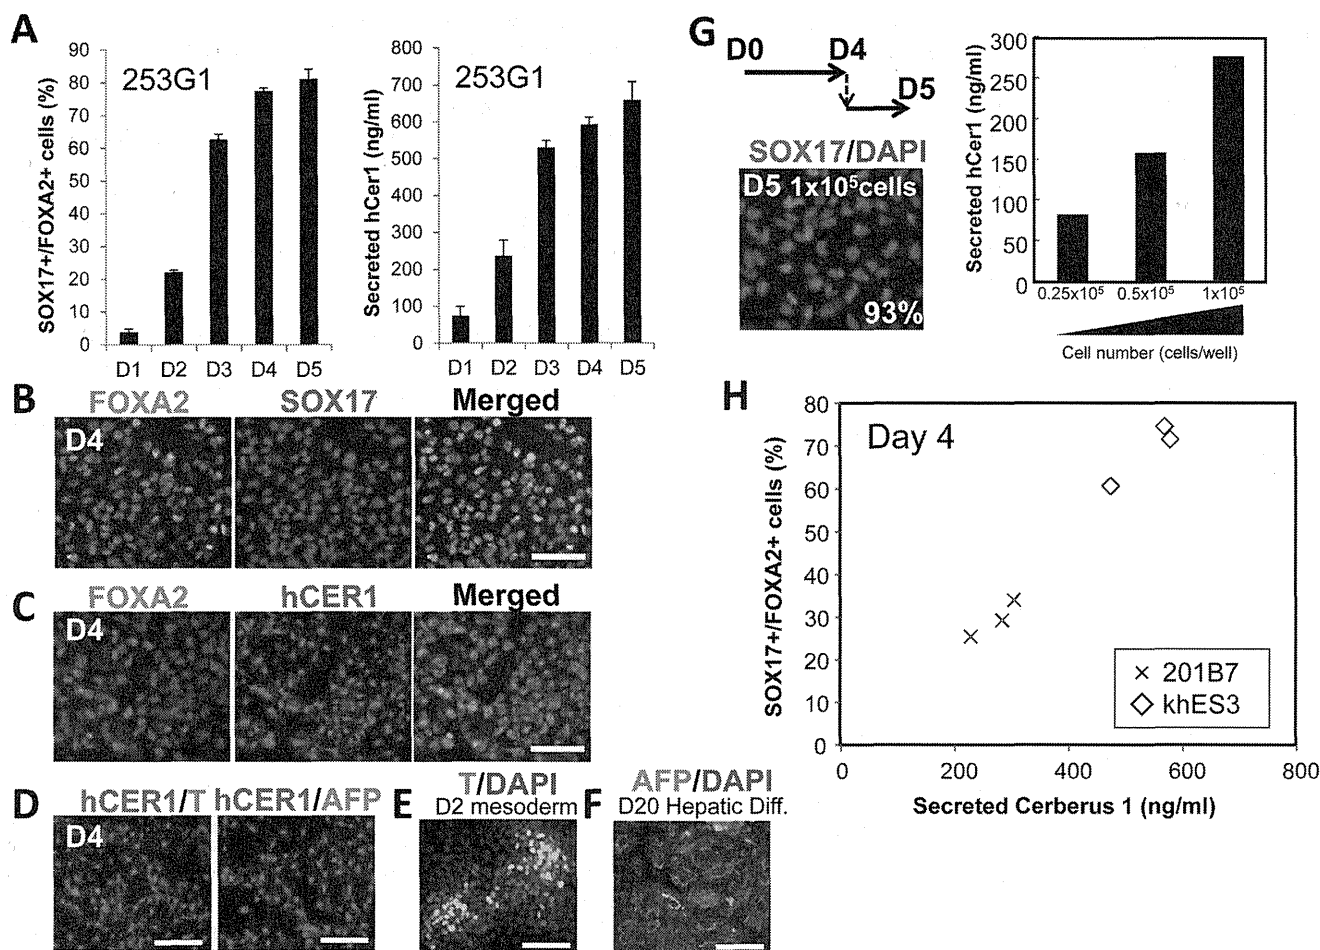 A
253G1
SOX17+/FOXA2+ cells (%)
90
80
70
60
50
40
30
20
10
0
D1 D2 D3 D4 D5
253G1
Secreted hCer1 (ng/ml)
800
700
600
500
400
300
200
100
0
D1 D2 D3 D4 D5
B
FOXA2 SOX17 Merged
D4
C
FOXA2 hCER1 Merged
D4
D
hCER1/T hCER1/AFP
D4
E
T/DAPI
D2 mesoderm
F
AFP/DAPI
D20 Hepatic Diff.
G
D0 D4
D5
SOX17/DAPI
D5 1x10⁵cells
93%
Secreted hCer1 (ng/ml)
300
250
200
150
100
50
0
0.25x10⁵ 0.5x10⁵ 1x10⁵
Cell number (cells/well)
H
Day 4
SOX17+/FOXA2+ cells (%)
80
70
60
50
40
30
20
10
0
0 200 400 600 800
Secreted Cerberus 1 (ng/ml)
× 201B7
◇ khES3